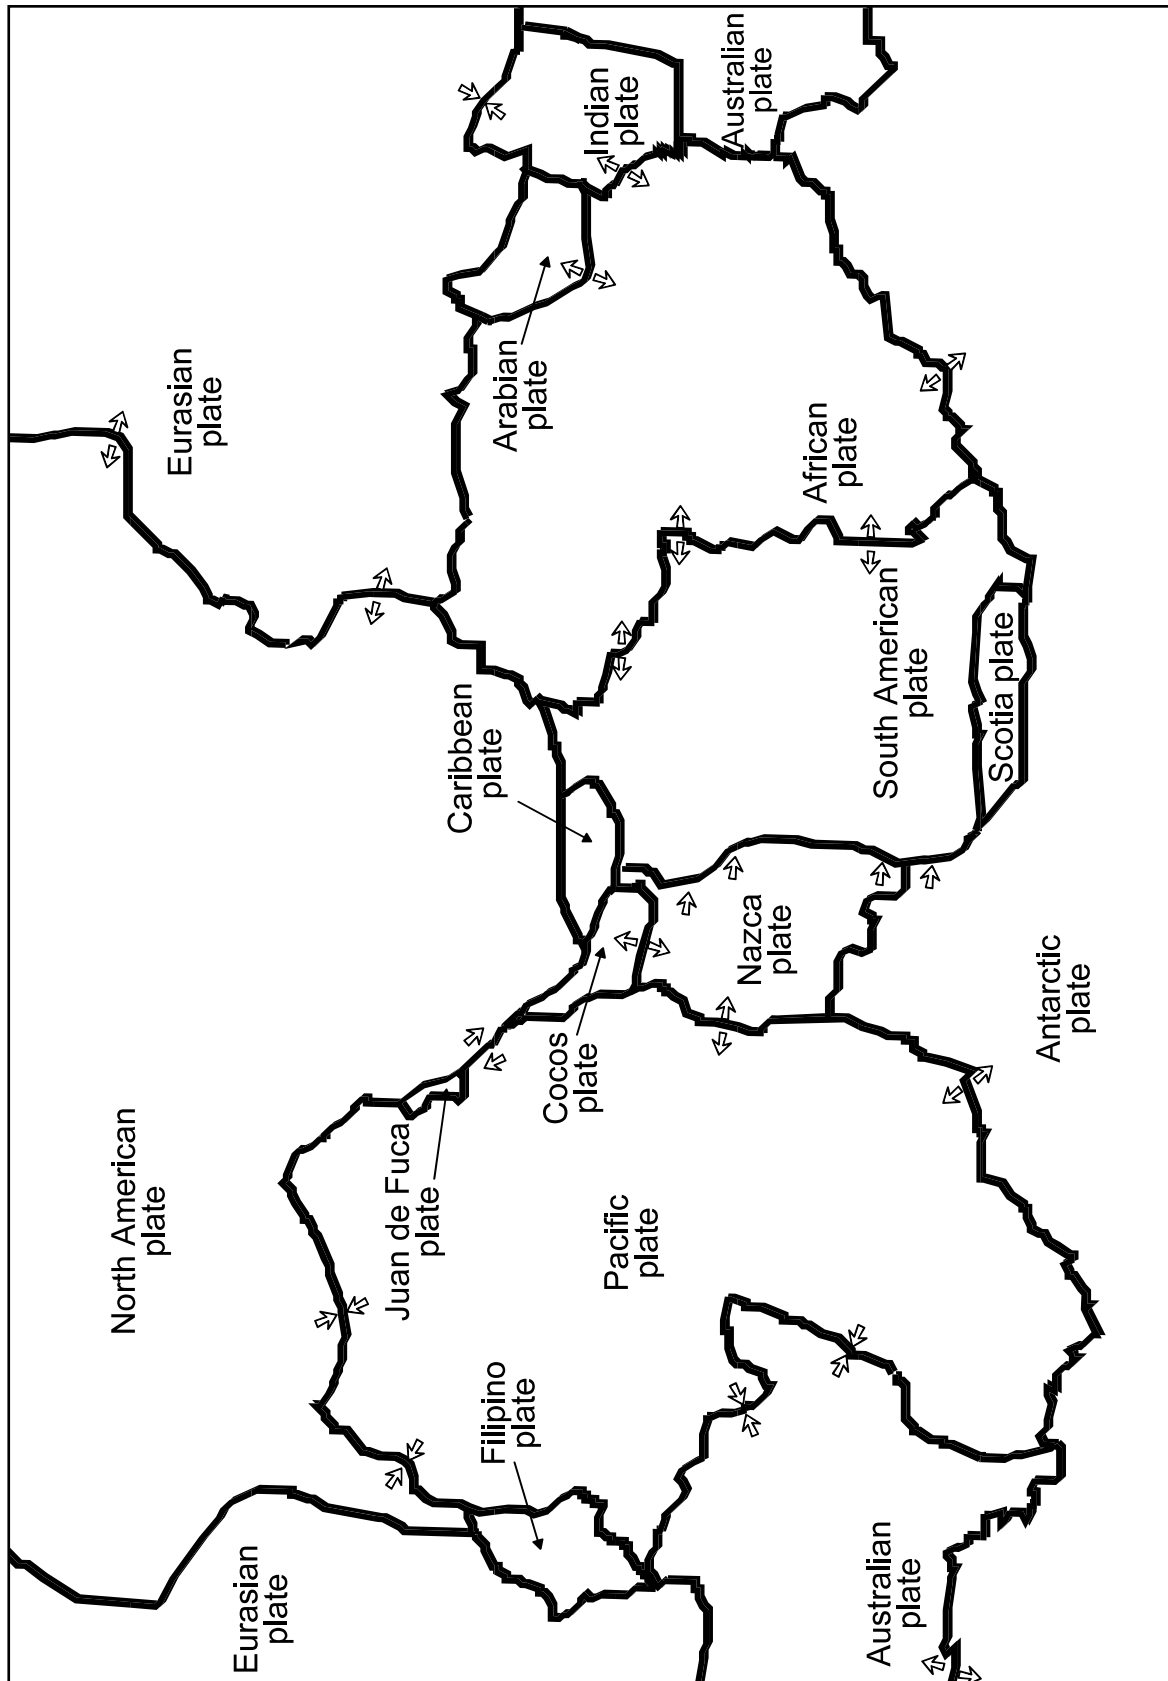 Eurasian
plate
North American
plate
Eurasian
plate
Juan de Fuca
plate
Caribbean
plate
Arabian
plate
Filipino
plate
Cocos
plate
Indian
plate
Pacific
plate
Australian
plate
Nazca
plate
African
plate
Australian
plate
South American
plate
Scotia plate
Antarctic
plate